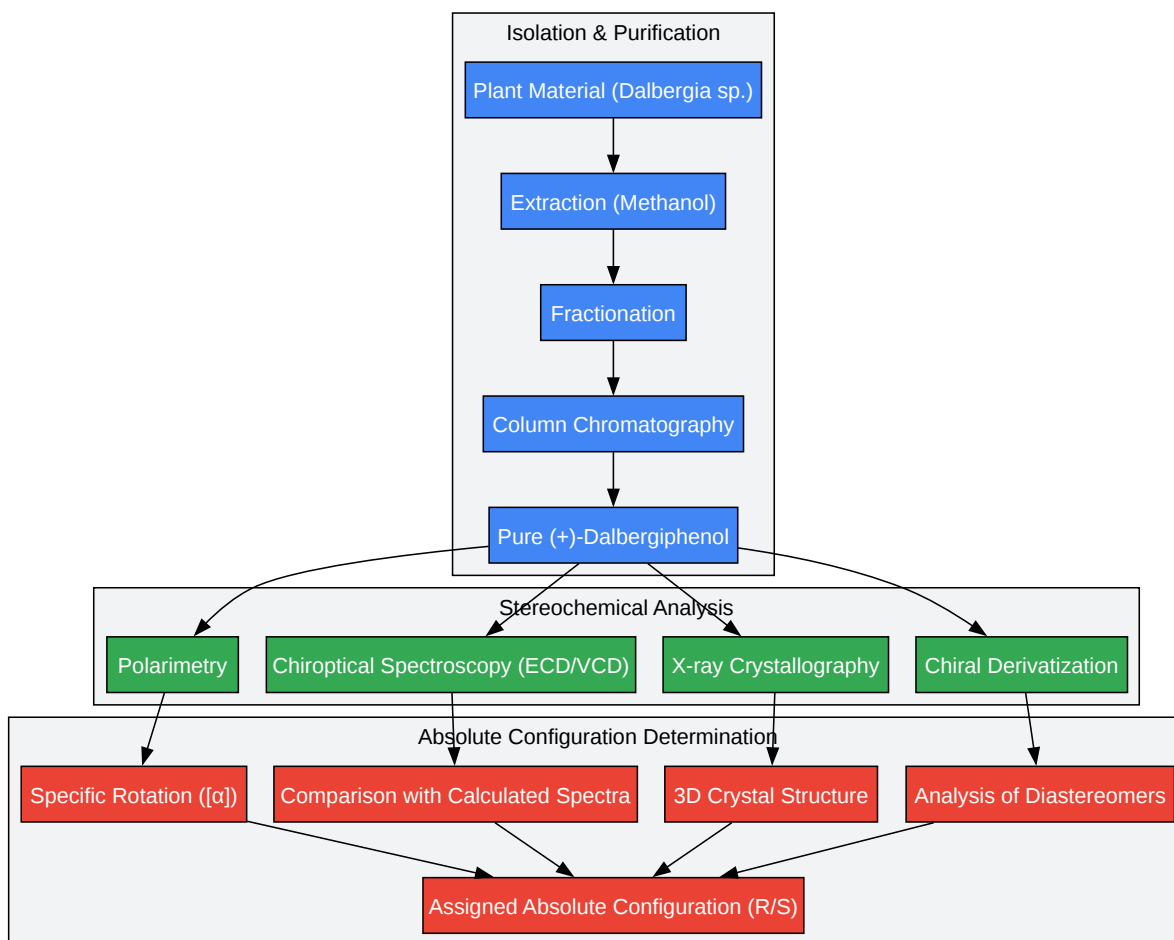 Isolation & Purification
Plant Material (Dalbergia sp.)
Extraction (Methanol)
Fractionation
Column Chromatography
Pure (+)-Dalbergiphenol
Stereochemical Analysis
Polarimetry
Chiroptical Spectroscopy (ECD/VCD)
X-ray Crystallography
Chiral Derivatization
Absolute Configuration Determination
Specific Rotation ([α])
Comparison with Calculated Spectra
3D Crystal Structure
Analysis of Diastereomers
Assigned Absolute Configuration (R/S)